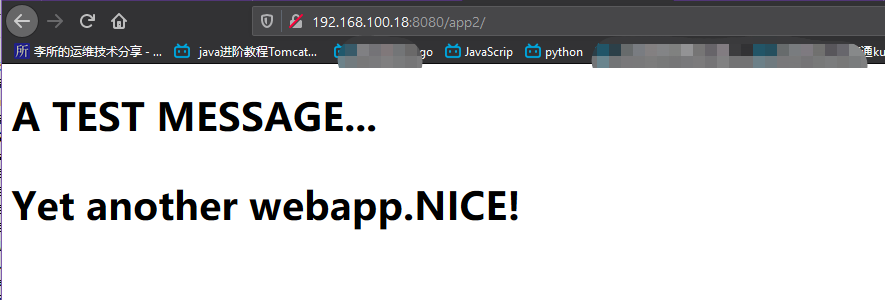 192.168.100.18:8080/app2/
所 李所的运维技术分享 - ... java进阶教程Tomcat... go JavaScrip python 通ku
A TEST MESSAGE...
Yet another webapp.NICE!